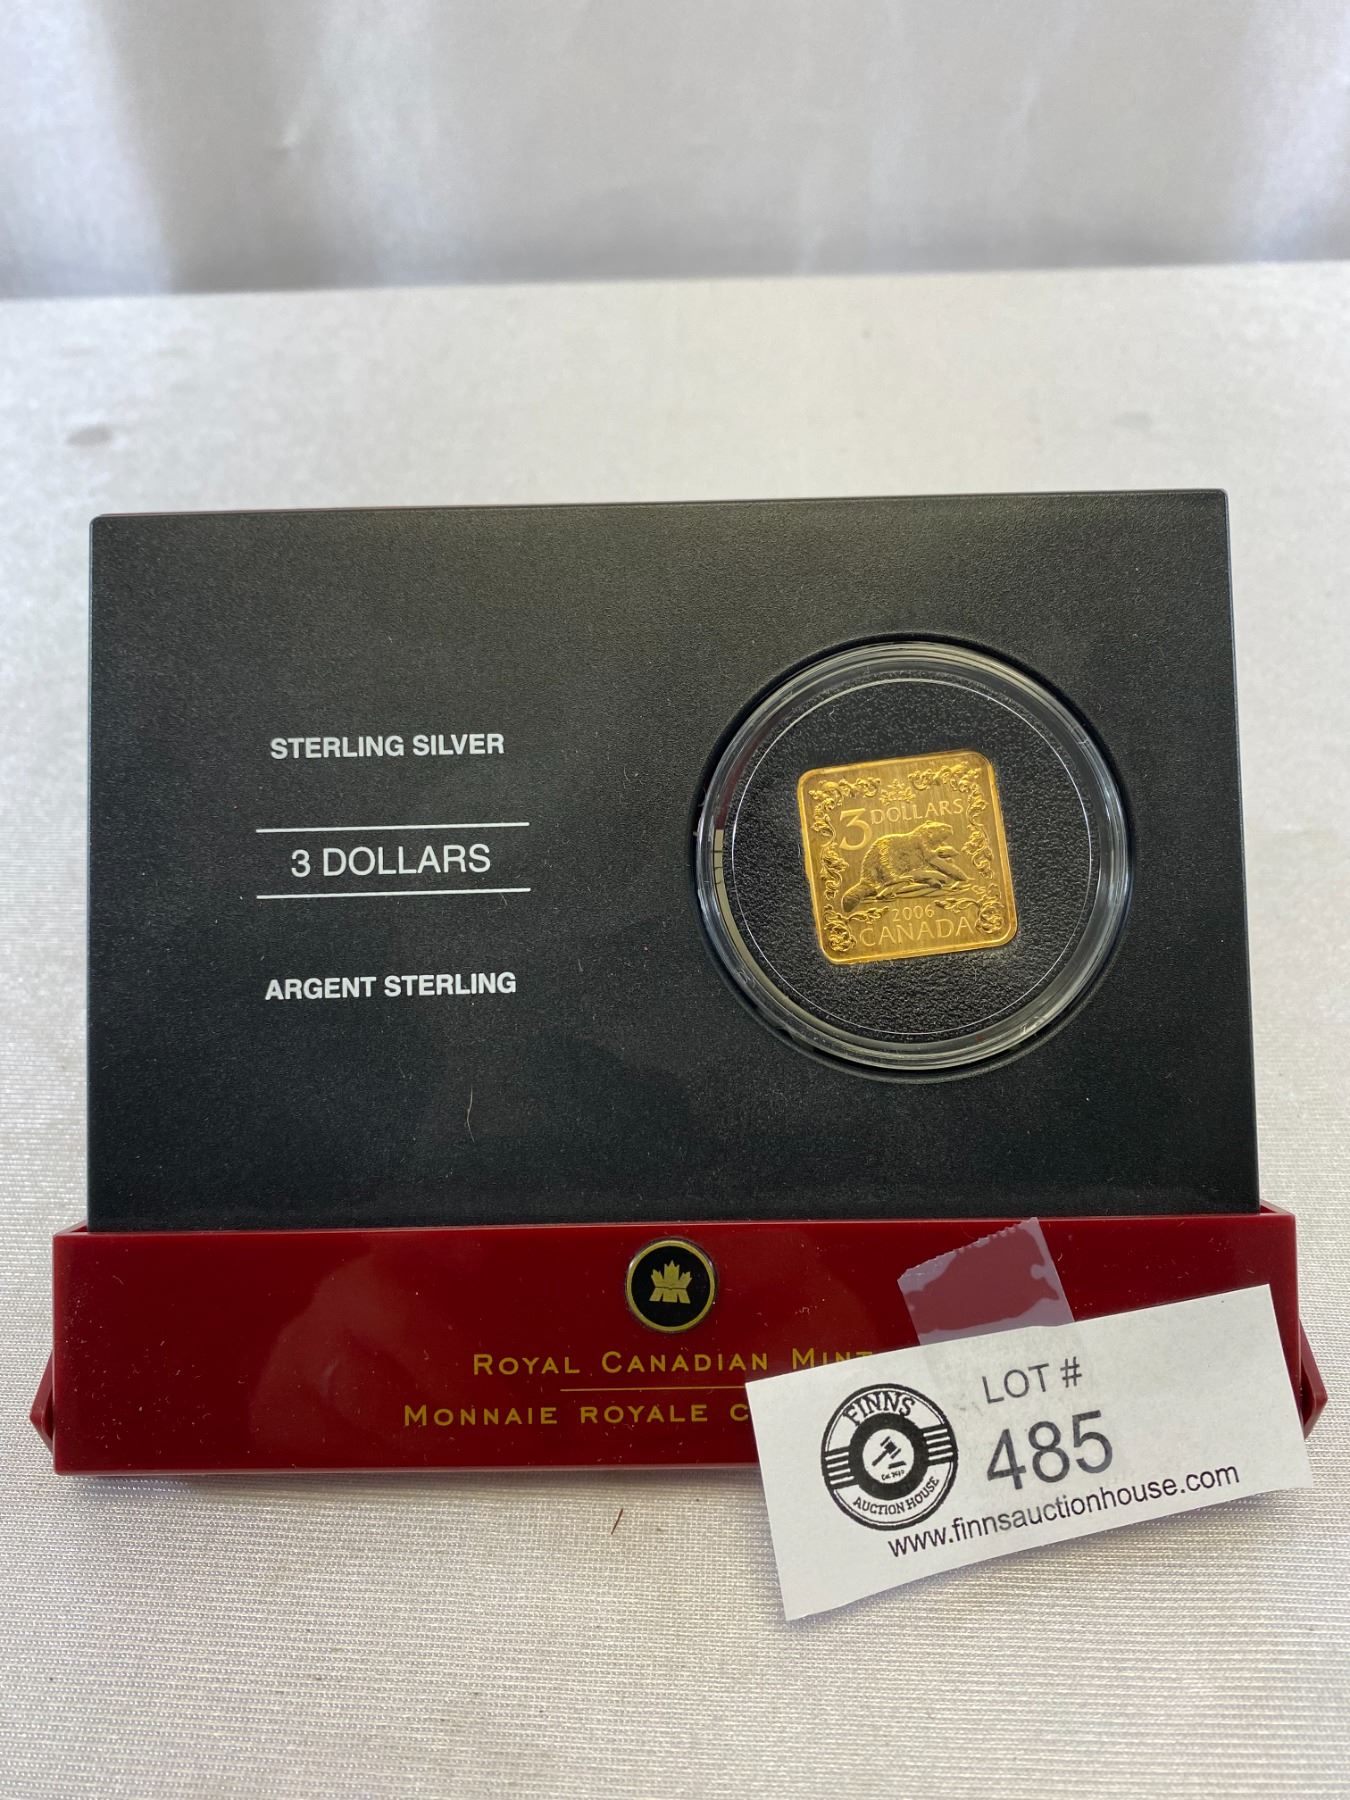 STERLING SILVER
3 DOLLARS
ARGENT STERLING
3 DOLLARS
2006
CANADA
ROYAL CANADIAN MINT
MONNAIE ROYALE
LOT #
485
FINNS
AUCTION HOUSE
www.finnsauctionhouse.com